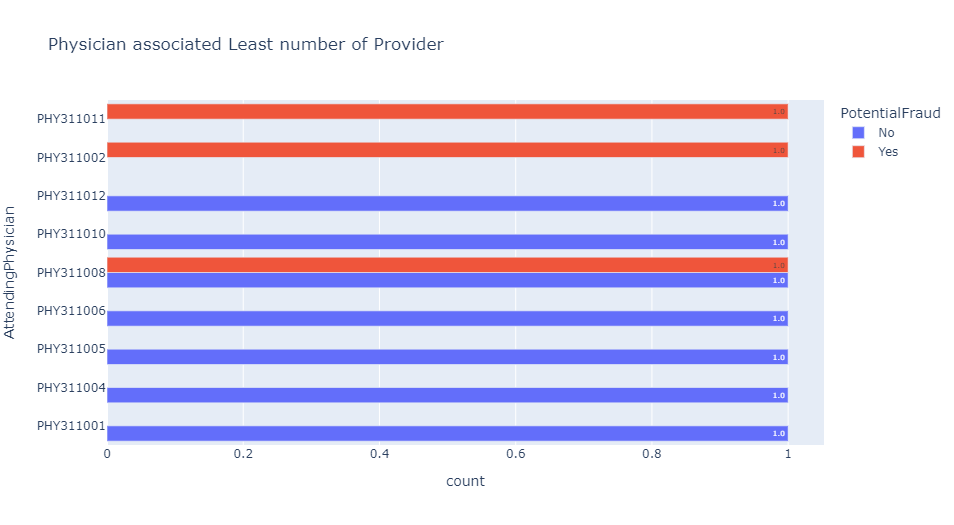 Physician associated Least number of Provider
PotentialFraud
No
Yes
AttendingPhysician
PHY311011
1.0
PHY311002
1.0
PHY311012
1.0
PHY311010
1.0
PHY311008
1.0
1.0
PHY311006
1.0
PHY311005
1.0
PHY311004
1.0
PHY311001
1.0
0 0.2 0.4 0.6 0.8 1
count